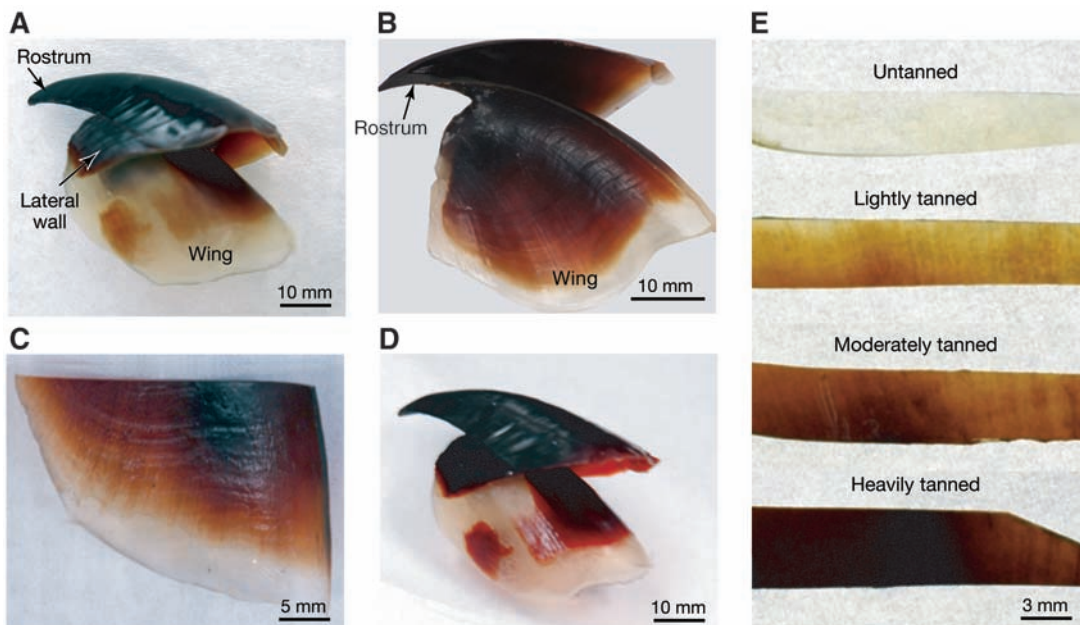 A
Rostrum
Lateral
wall
Wing
10 mm
B
Rostrum
Wing
10 mm
C
5 mm
D
10 mm
E
Untanned
Lightly tanned
Moderately tanned
Heavily tanned
3 mm